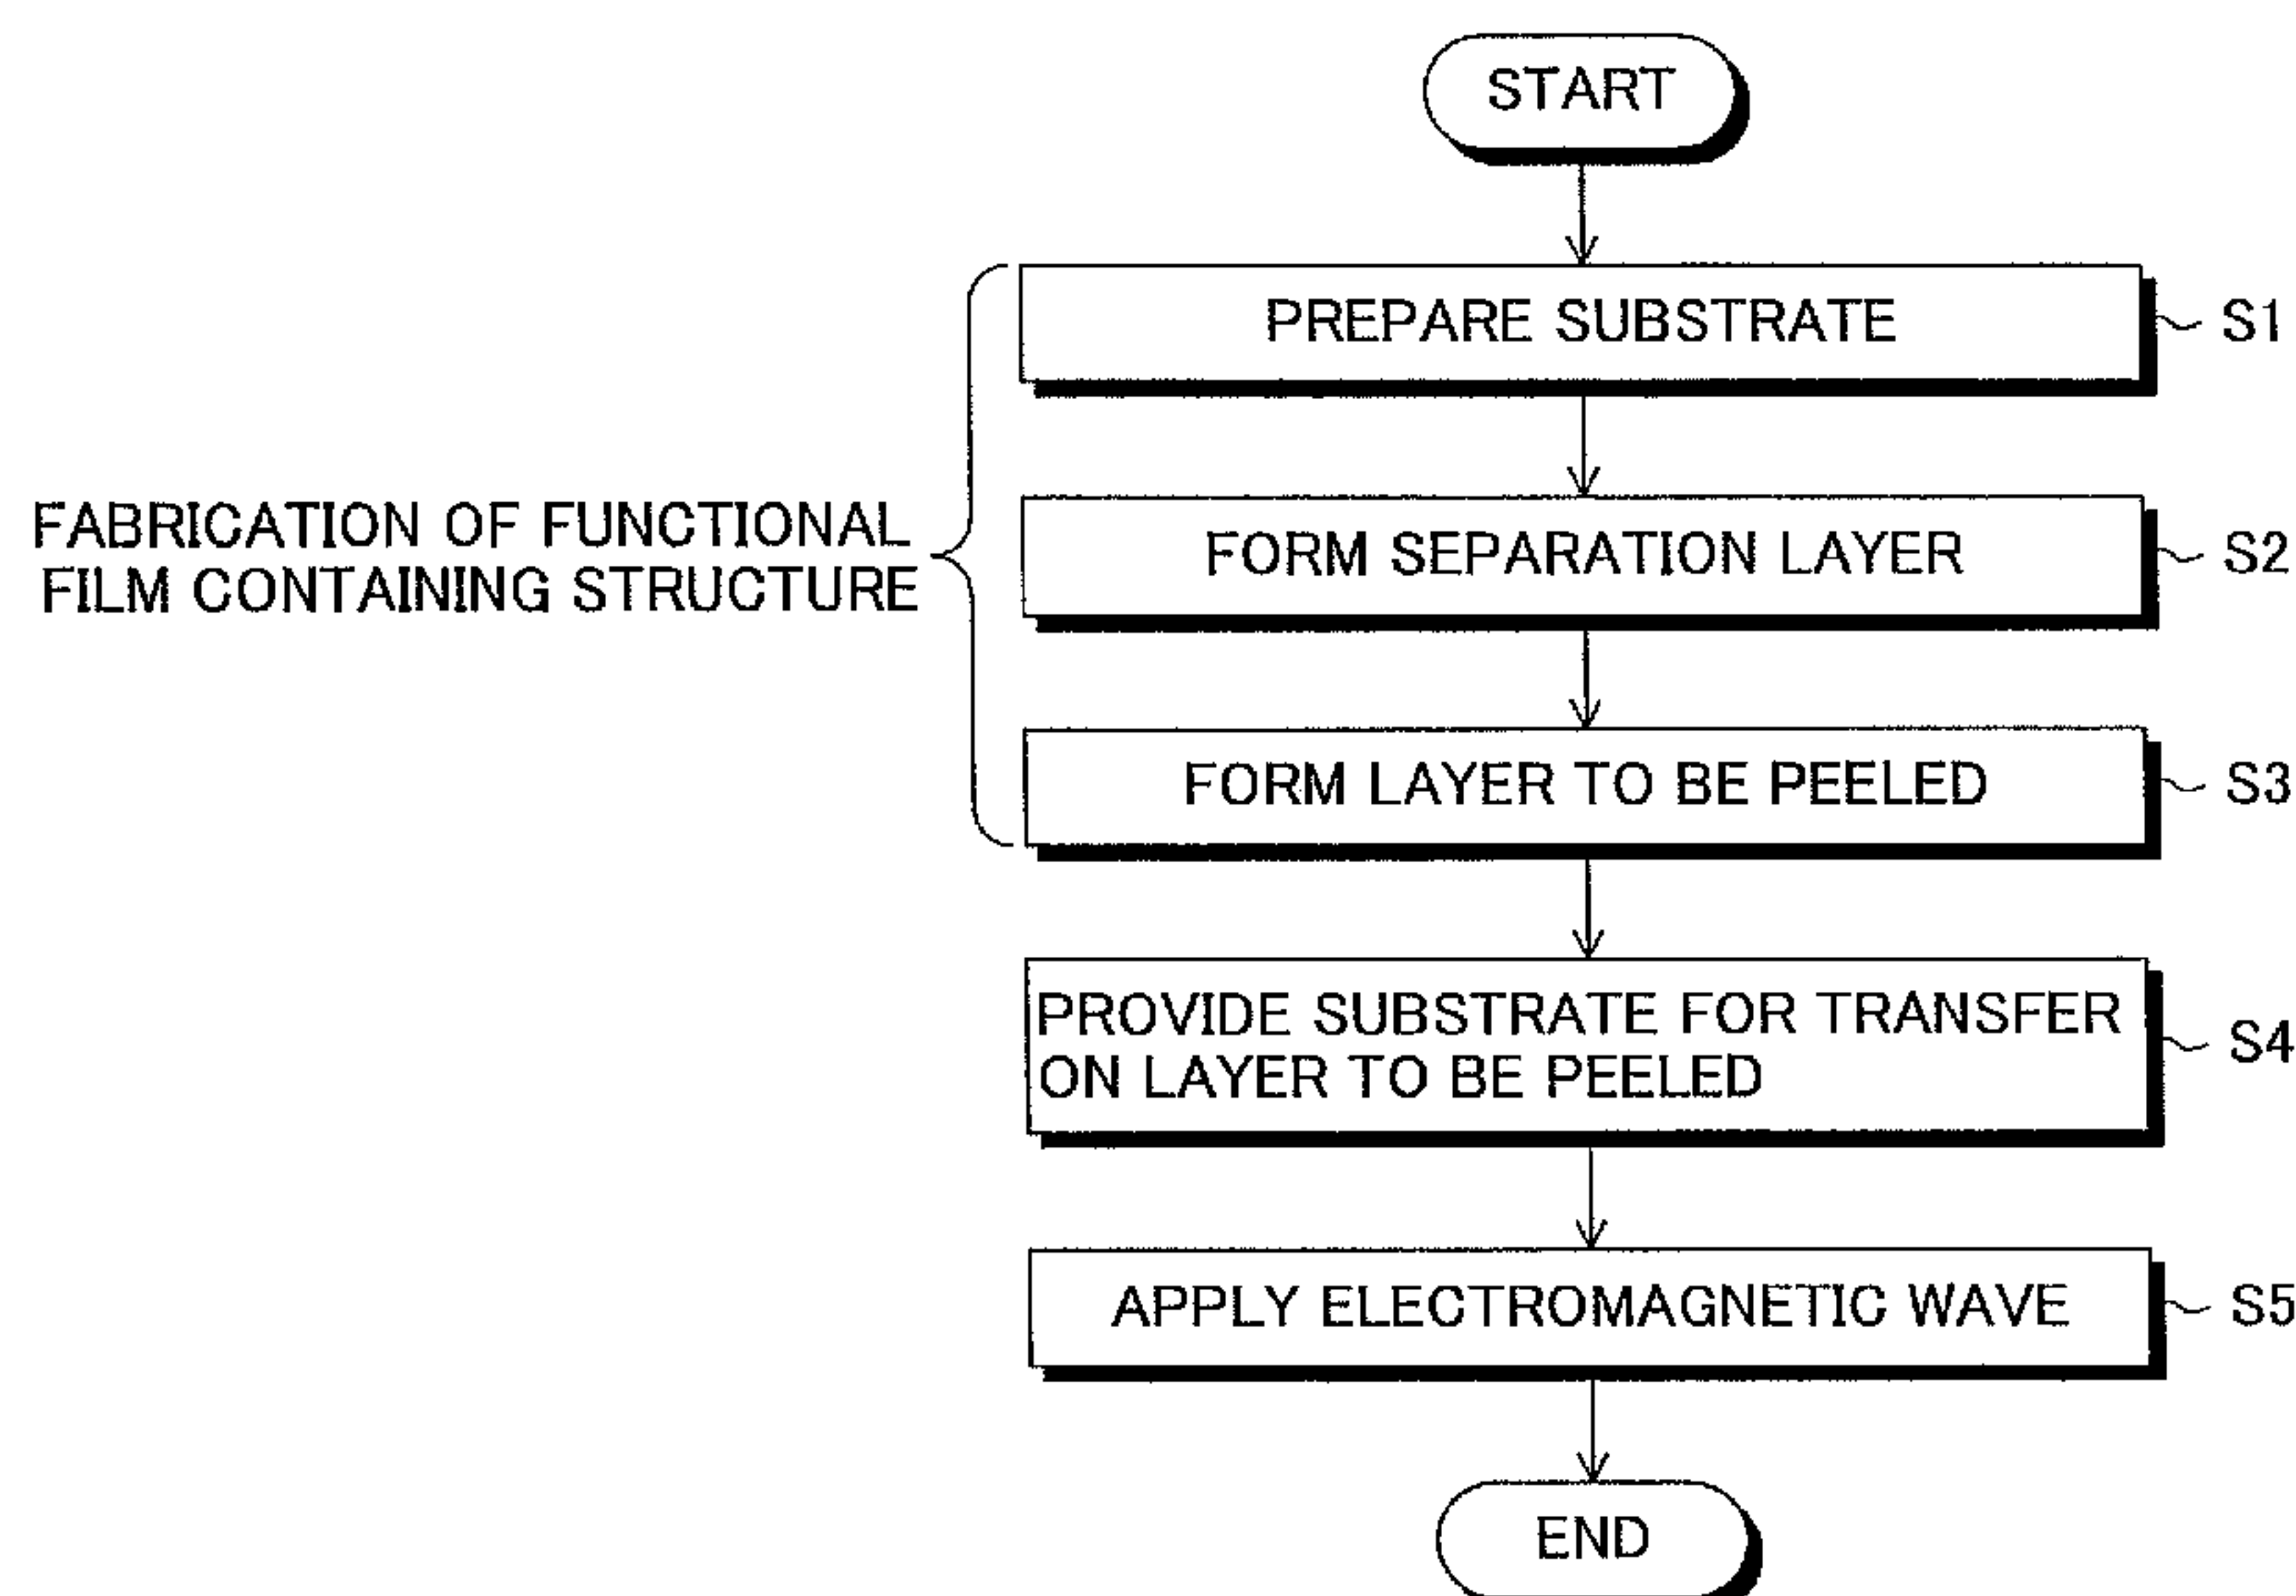 START
PREPARE SUBSTRATE
S1
FORM SEPARATION LAYER
S2
FABRICATION OF FUNCTIONAL
FILM CONTAINING STRUCTURE
FORM LAYER TO BE PEELED
S3
PROVIDE SUBSTRATE FOR TRANSFER
ON LAYER TO BE PEELED
S4
APPLY ELECTROMAGNETIC WAVE
S5
END